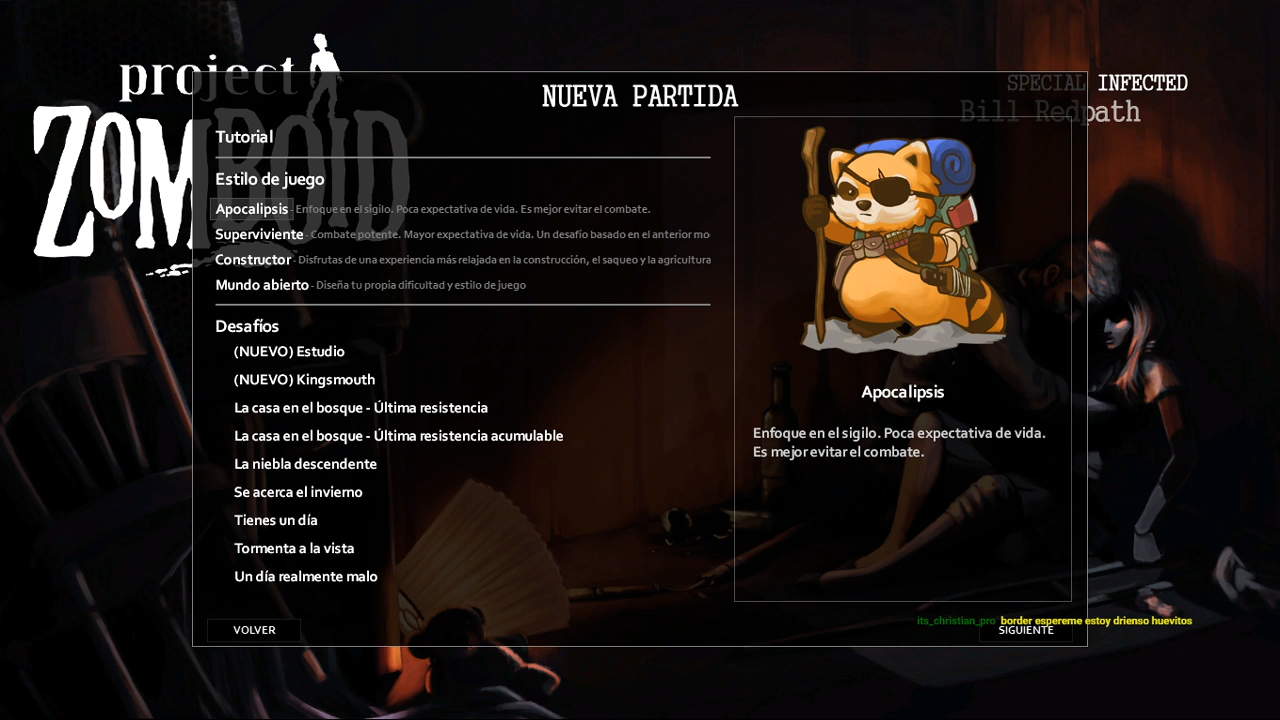 project
ZOMBOID
SPECIAL INFECTED
Bill Redpath
NUEVA PARTIDA
Tutorial
Estilo de juego
Apocalipsis - Enfoque en el sigilo. Poca expectativa de vida. Es mejor evitar el combate.
Superviviente - Combate potente. Mayor expectativa de vida. Un desafío basado en el anterior mo
Constructor - Disfrutas de una experiencia más relajada en la construcción, el saqueo y la agricultura
Mundo abierto - Diseña tu propia dificultad y estilo de juego
Desafíos
(NUEVO) Estudio
(NUEVO) Kingsmouth
La casa en el bosque - Última resistencia
La casa en el bosque - Última resistencia acumulable
La niebla descendente
Se acerca el invierno
Tienes un día
Tormenta a la vista
Un día realmente malo
Apocalipsis
Enfoque en el sigilo. Poca expectativa de vida.
Es mejor evitar el combate.
its_christian_pro border espereme estoy drienso huevitos
VOLVER
SIGUIENTE